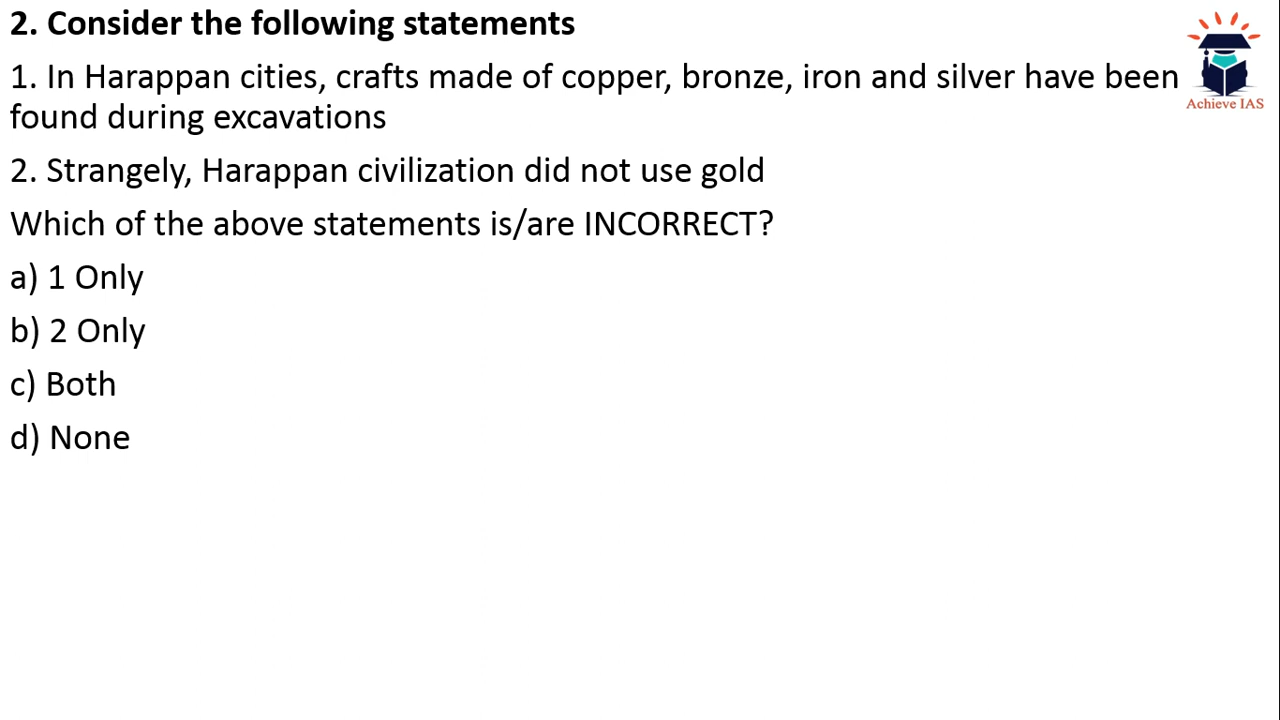 2. Consider the following statements
1. In Harappan cities, crafts made of copper, bronze, iron and silver have been
found during excavations
2. Strangely, Harappan civilization did not use gold
Which of the above statements is/are INCORRECT?
a) 1 Only
b) 2 Only
c) Both
d) None
Achieve IAS